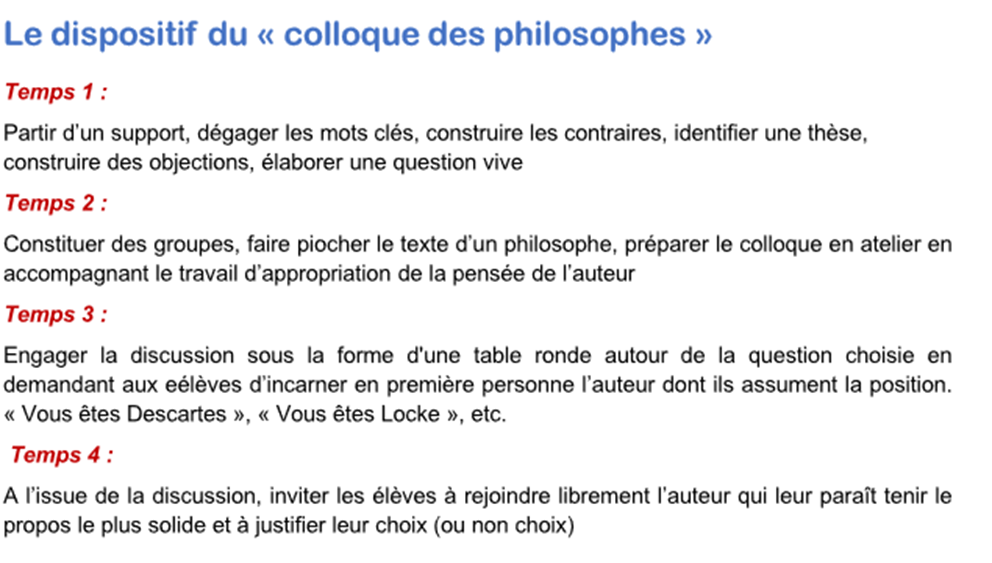 Le dispositif du « colloque des philosophes »
Temps 1 :
Partir d’un support, dégager les mots clés, construire les contraires, identifier une thèse,
construire des objections, élaborer une question vive
Temps 2 :
Constituer des groupes, faire piocher le texte d’un philosophe, préparer le colloque en atelier en
accompagnant le travail d’appropriation de la pensée de l’auteur
Temps 3 :
Engager la discussion sous la forme d'une table ronde autour de la question choisie en
demandant aux eélèves d’incarner en première personne l’auteur dont ils assument la position.
« Vous êtes Descartes », « Vous êtes Locke », etc.
Temps 4 :
A l’issue de la discussion, inviter les élèves à rejoindre librement l’auteur qui leur paraît tenir le
propos le plus solide et à justifier leur choix (ou non choix)